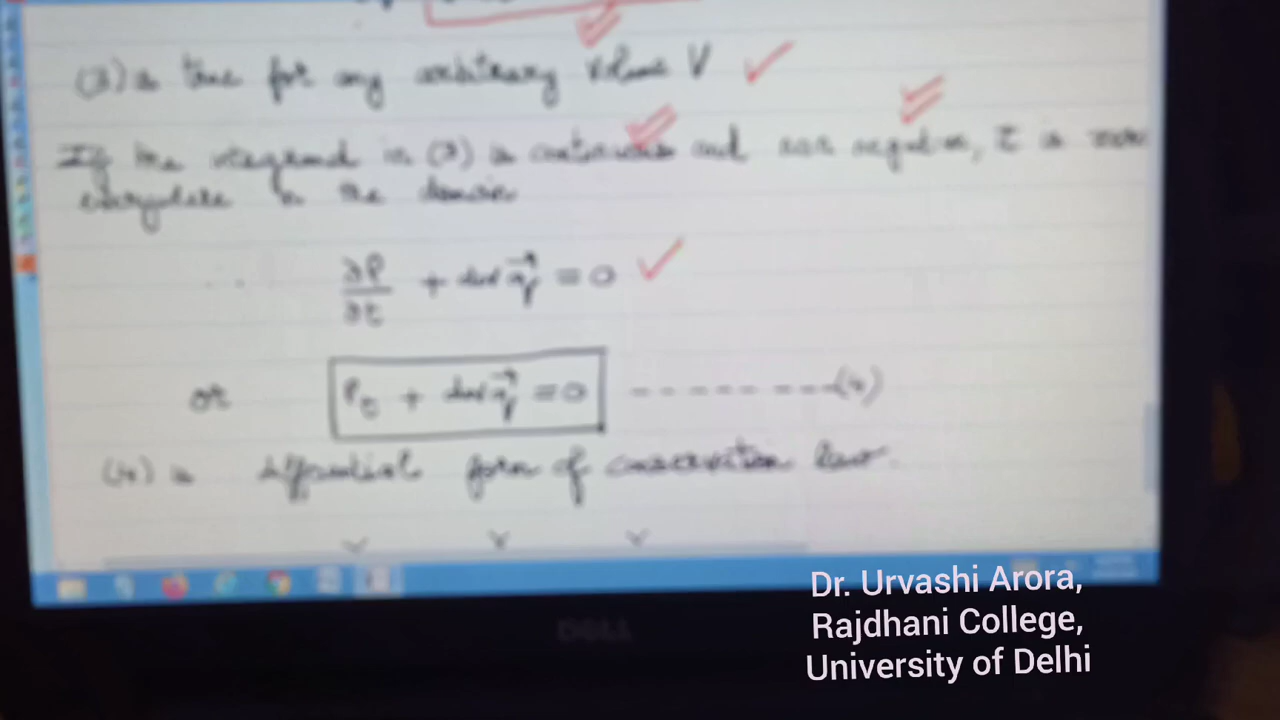 (3) is true for any arbitrary volume V
If the integrand in (3) is continuous and non negative, it is zero
everywhere in the domain
∂ρ/∂t + div q⃗ = 0
or ρt + div q⃗ = 0 --------(4)
(4) is differential form of conservation law.
DELL
Dr. Urvashi Arora,
Rajdhani College,
University of Delhi